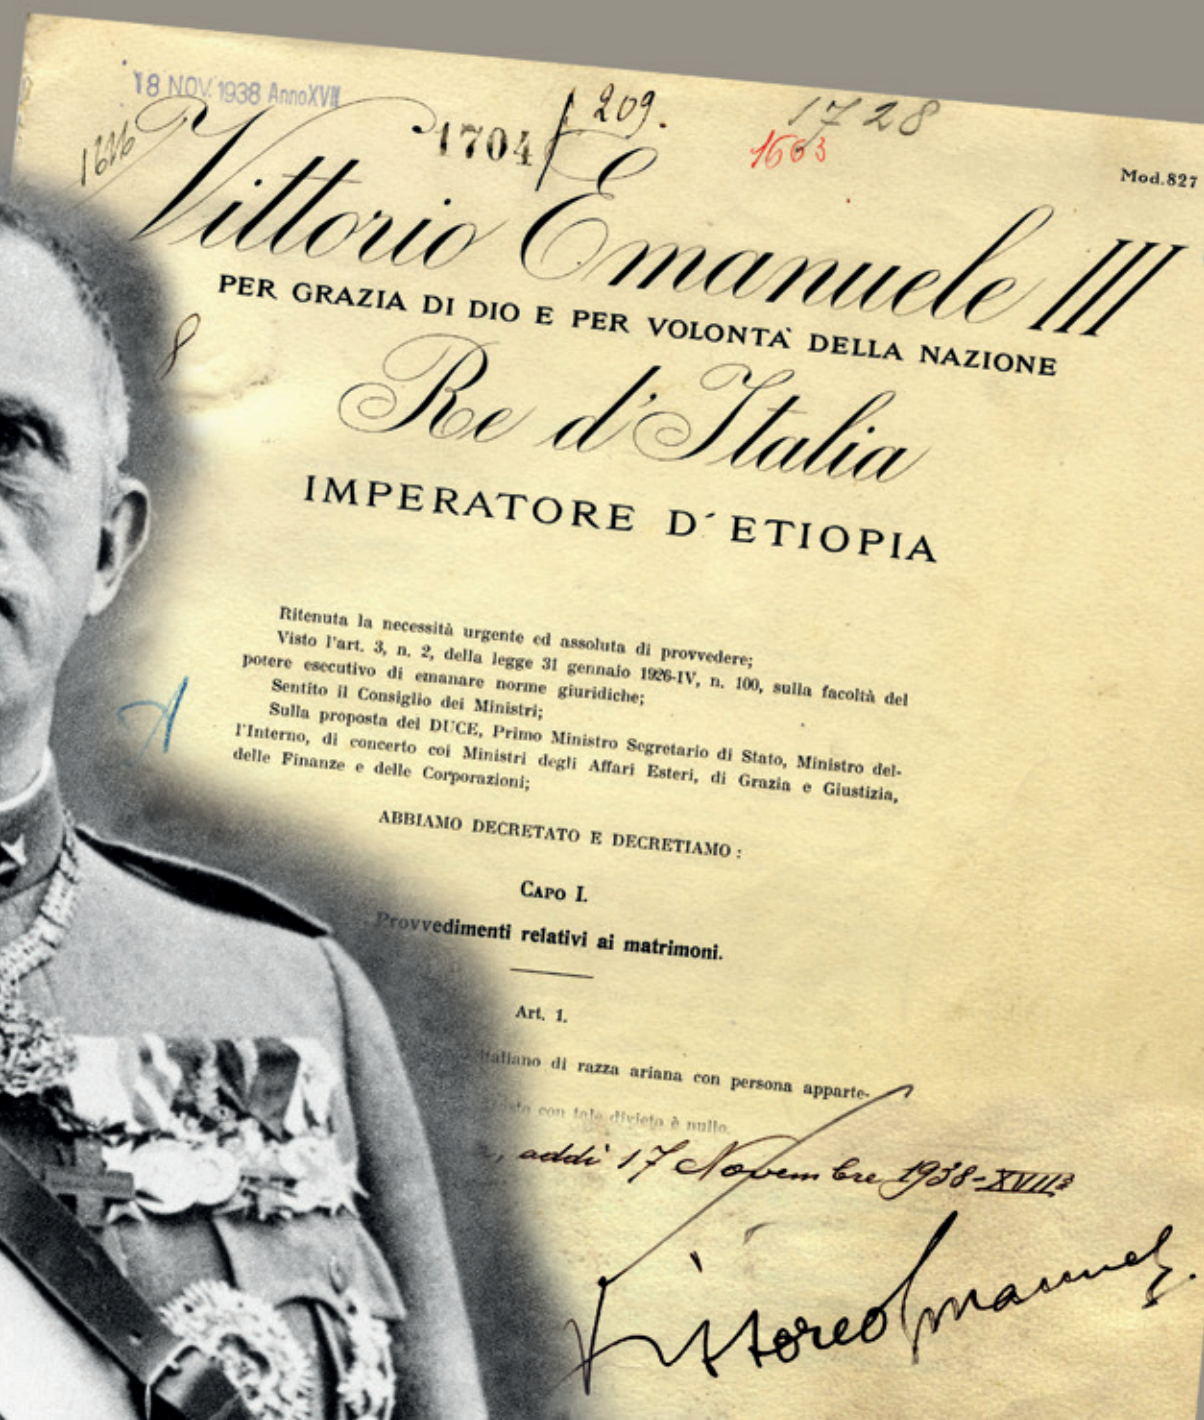 18 NOV. 1938 Anno XVII
1704
209.
1728
1663
Mod. 827
Vittorio Emanuele III
PER GRAZIA DI DIO E PER VOLONTÀ DELLA NAZIONE
8
Re d'Italia
IMPERATORE D'ETIOPIA
Ritenuta la necessità urgente ed assoluta di provvedere;
Visto l'art. 3, n. 2, della legge 31 gennaio 1926-IV, n. 100, sulla facoltà del
potere esecutivo di emanare norme giuridiche;
Sentito il Consiglio dei Ministri;
Sulla proposta del DUCE, Primo Ministro Segretario di Stato, Ministro del-
l'Interno, di concerto coi Ministri degli Affari Esteri, di Grazia e Giustizia,
delle Finanze e delle Corporazioni;
ABBIAMO DECRETATO E DECRETIAMO :
CAPO I.
Provvedimenti relativi ai matrimoni.
Art. 1.
italiano di razza ariana con persona apparte-
con tale divieto è nullo.
addì 17 Novembre 1938-XVII
Vittorio Emanuele